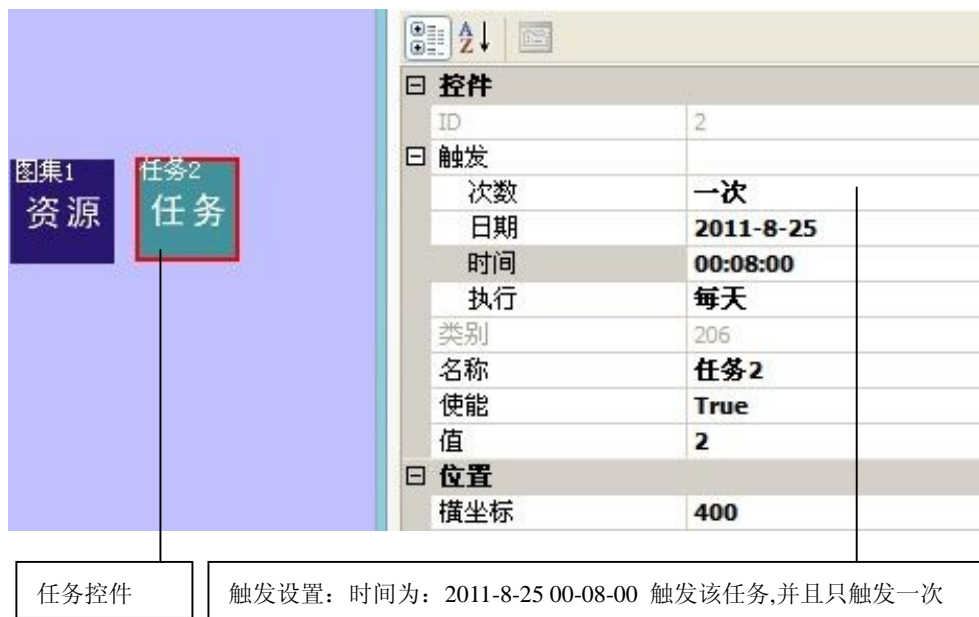 图集1
资源
任务2
任务
控件
ID 2
触发
次数 一次
日期 2011-8-25
时间 00:08:00
执行 每天
类别 206
名称 任务2
使能 True
值 2
位置
横坐标 400
任务控件
触发设置：时间为：2011-8-25 00-08-00 触发该任务,并且只触发一次